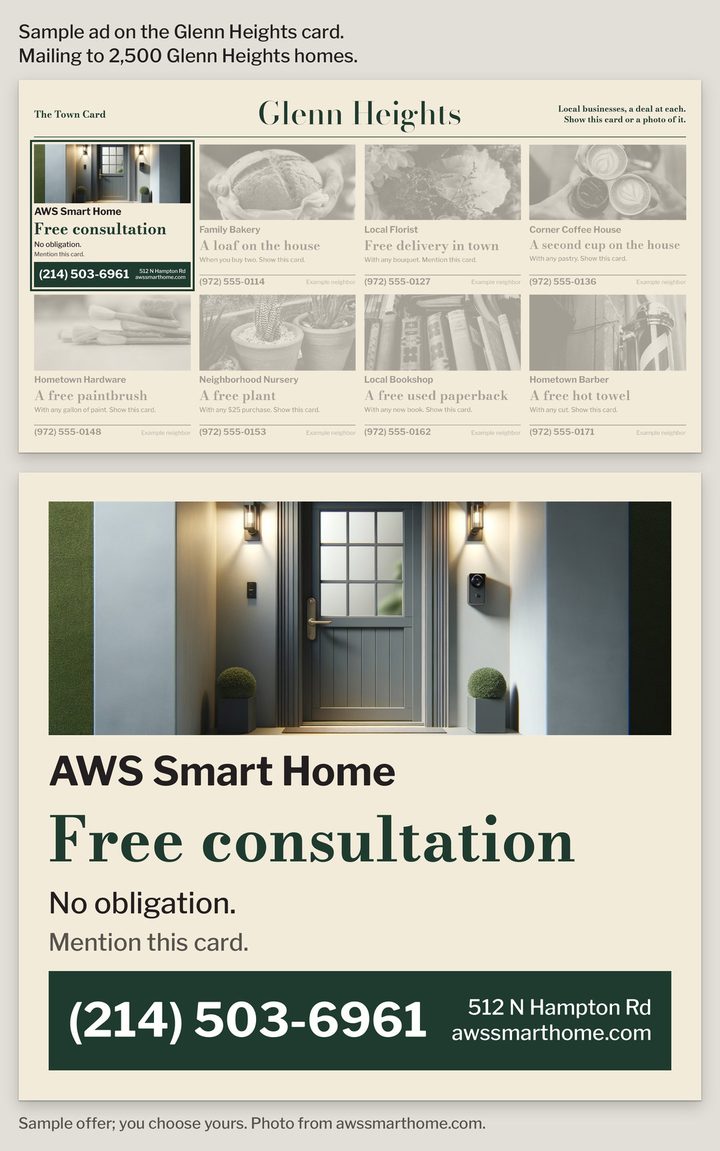 Sample ad on the Glenn Heights card.
Mailing to 2,500 Glenn Heights homes.
The Town Card
Glenn Heights
Local businesses, a deal at each.
Show this card or a photo of it.
AWS Smart Home
Free consultation
No obligation.
Mention this card.
(214) 503-6961
512 N Hampton Rd
awssmarthome.com
Family Bakery
A loaf on the house
When you buy two. Show this card.
(972) 555-0114 Example neighbor
Local Florist
Free delivery in town
With any bouquet. Mention this card.
(972) 555-0127 Example neighbor
Corner Coffee House
A second cup on the house
With any pastry. Show this card.
(972) 555-0136 Example neighbor
Hometown Hardware
A free paintbrush
With any gallon of paint. Show this card.
(972) 555-0148 Example neighbor
Neighborhood Nursery
A free plant
With any $25 purchase. Show this card.
(972) 555-0153 Example neighbor
Local Bookshop
A free used paperback
With any new book. Show this card.
(972) 555-0162 Example neighbor
Hometown Barber
A free hot towel
With any cut. Show this card.
(972) 555-0171 Example neighbor
AWS Smart Home
Free consultation
No obligation.
Mention this card.
(214) 503-6961
512 N Hampton Rd
awssmarthome.com
Sample offer; you choose yours. Photo from awssmarthome.com.